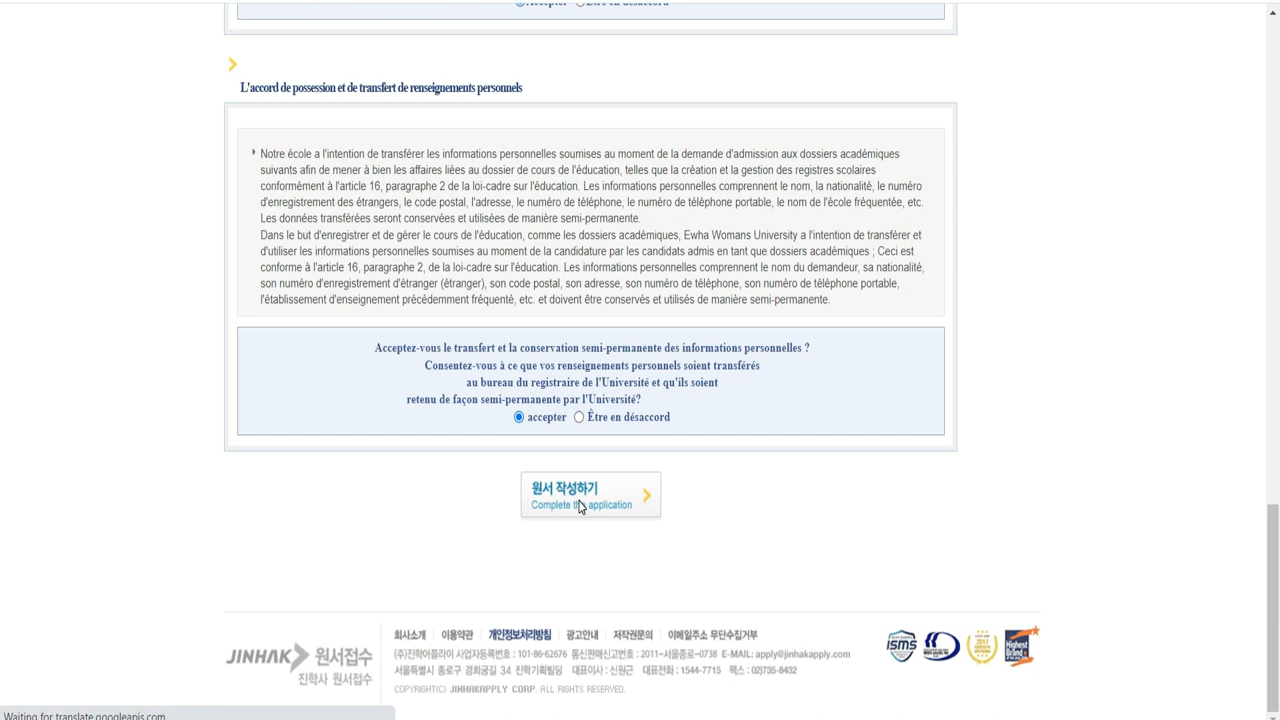 Accepter Être en désaccord
L'accord de possession et de transfert de renseignements personnels
Notre école a l'intention de transférer les informations personnelles soumises au moment de la demande d'admission aux dossiers académiques
suivants afin de mener à bien les affaires liées au dossier de cours de l'éducation, telles que la création et la gestion des registres scolaires
conformément à l'article 16, paragraphe 2 de la loi-cadre sur l'éducation. Les informations personnelles comprennent le nom, la nationalité, le numéro
d'enregistrement des étrangers, le code postal, l'adresse, le numéro de téléphone, le numéro de téléphone portable, le nom de l'école fréquentée, etc.
Les données transférées seront conservées et utilisées de manière semi-permanente.
Dans le but d'enregistrer et de gérer le cours de l'éducation, comme les dossiers académiques, Ewha Womans University a l'intention de transférer et
d'utiliser les informations personnelles soumises au moment de la candidature par les candidats admis en tant que dossiers académiques ; Ceci est
conforme à l'article 16, paragraphe 2, de la loi-cadre sur l'éducation. Les informations personnelles comprennent le nom du demandeur, sa nationalité,
son numéro d'enregistrement d'étranger (étranger), son code postal, son adresse, son numéro de téléphone, son numéro de téléphone portable,
l'établissement d'enseignement précédemment fréquenté, etc. et doivent être conservés et utilisés de manière semi-permanente.
Acceptez-vous le transfert et la conservation semi-permanente des informations personnelles ?
Consentez-vous à ce que vos renseignements personnels soient transférés
au bureau du registraire de l'Université et qu'ils soient
retenu de façon semi-permanente par l'Université?
accepter Être en désaccord
원서 작성하기
Complete the application
회사소개 이용약관 개인정보처리방침 광고안내 저작권문의 이메일주소 무단수집거부
JINHAK 원서접수
진학사 원서접수
(주)진학어플라이 사업자등록번호 : 101-86-62676 통신판매신고번호 : 2011-서울종로-0738 E-MAIL: apply@jinhakapply.com
서울특별시 종로구 경희궁길 34 진학기획빌딩 대표이사 : 신원근 대표전화 : 1544-7715 팩스 : 02)735-8432
COPYRIGHT(C) JINHAKAPPLY CORP. ALL RIGHTS RESERVED.
ISMS
2017
Highest
Brand
Waiting for translate.googleapis.com